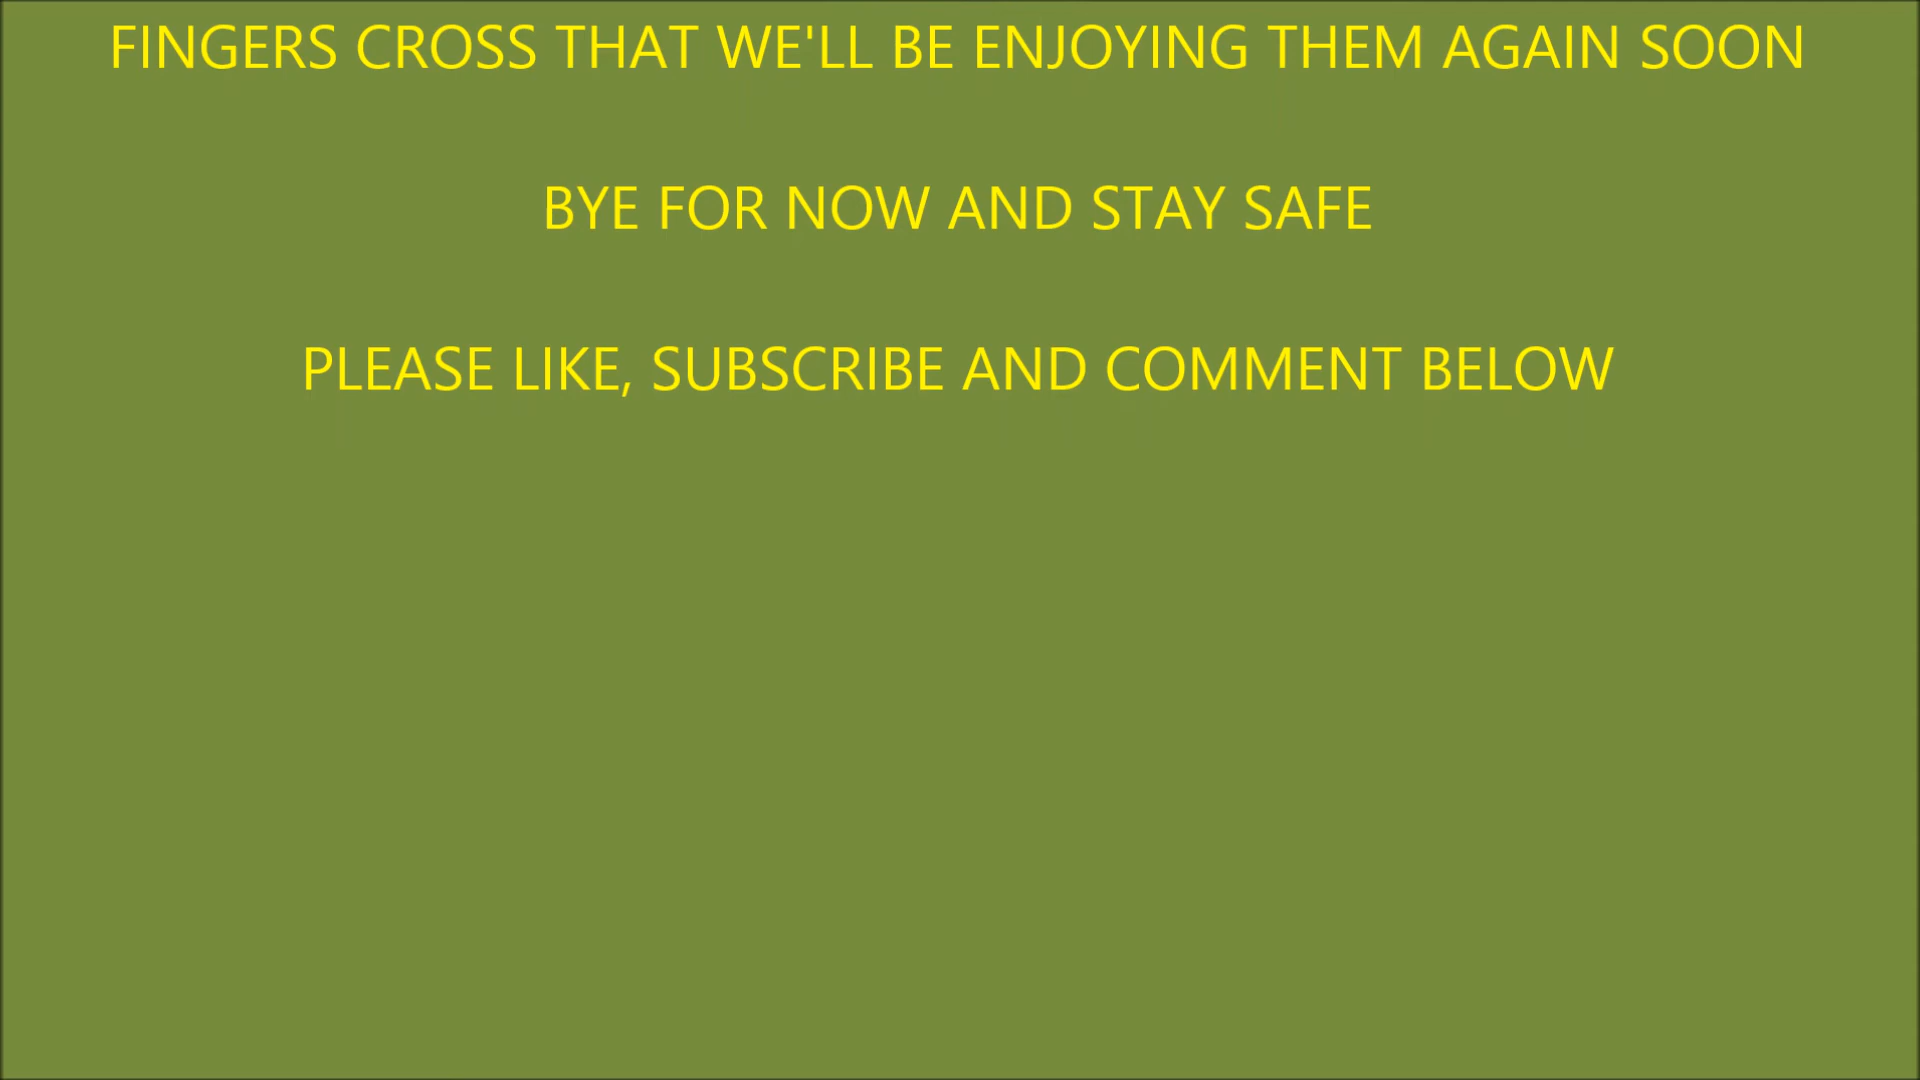 FINGERS CROSS THAT WE'LL BE ENJOYING THEM AGAIN SOON
BYE FOR NOW AND STAY SAFE
PLEASE LIKE, SUBSCRIBE AND COMMENT BELOW